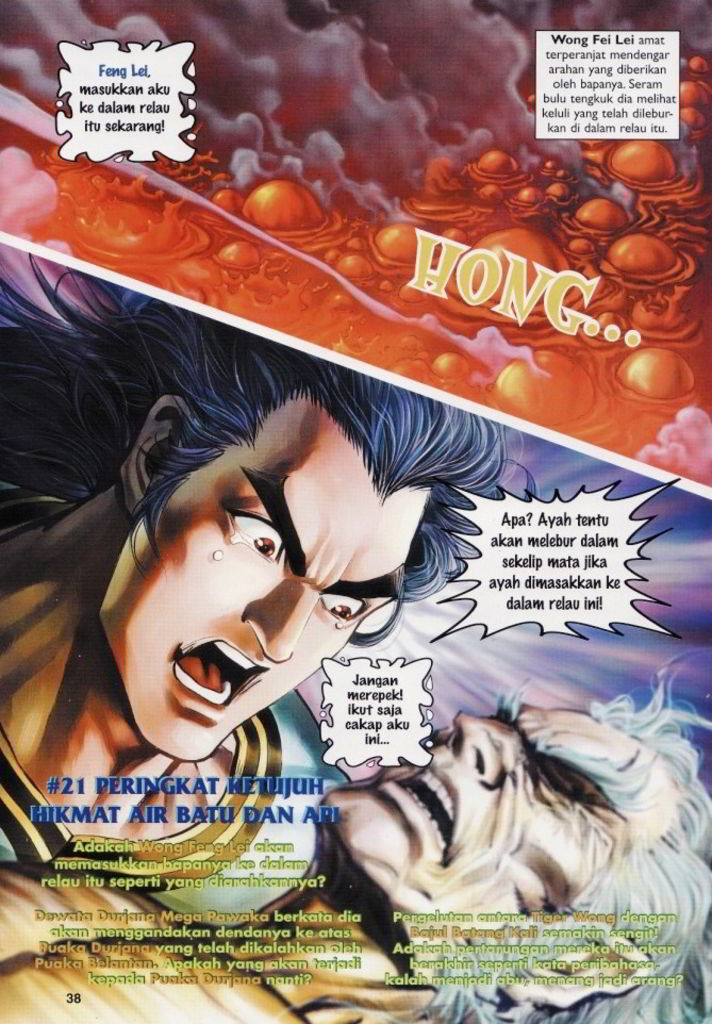 Feng Lei,
masukkan aku
ke dalam relau
itu sekarang!
Wong Fei Lei amat
terperanjat mendengar
arahan yang diberikan
oleh bapanya. Seram
bulu tengkuk dia melihat
keluli yang telah dilebur-
kan di dalam relau itu.
HONG...
Apa? Ayah tentu
akan melebur dalam
sekelip mata jika
ayah dimasakkan ke
dalam relau ini!
Jangan
merepek!
ikut saja
cakap aku
ini...
#21 PERINGKAT KETUJUH
HIKMAT AIR BATU DAN API
Adakah Wong Feng Lei akan
memasukkan bapanya ke dalam
relau itu seperti yang diarahkannya?
Dewata Durjana Mega Pawaka berkata dia
akan menggandakan dendanya ke atas
Puaka Durjana yang telah dikalahkan oleh
Puaka Belantan. Apakah yang akan terjadi
kepada Puaka Durjana nanti?
Pergelutan antara Tiger Wong dengan
Bajul Batang Kali semakin sengit!
Adakah pertarungan mereka itu akan
berakhir seperti kata peribahasa-
kalah menjadi abu, menang jadi arang?
38